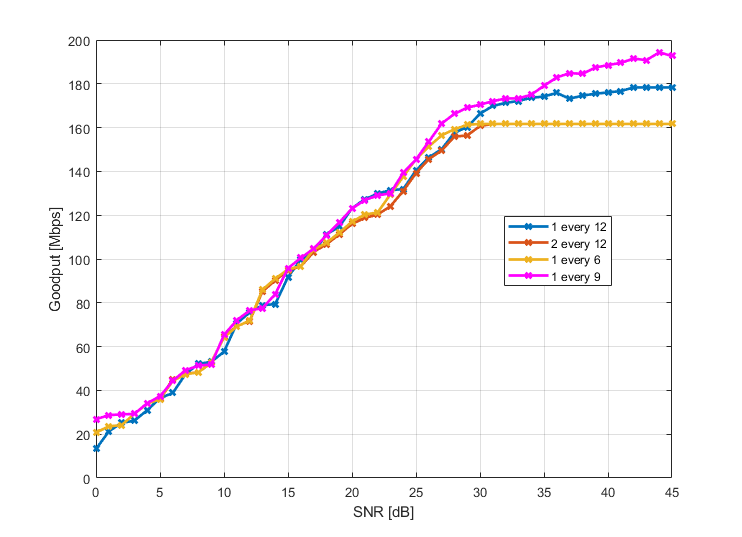 200
180
160
140
120
100
80
60
40
20
0
Goodput [Mbps]
1 every 12
2 every 12
1 every 6
1 every 9
0 5 10 15 20 25 30 35 40 45
SNR [dB]